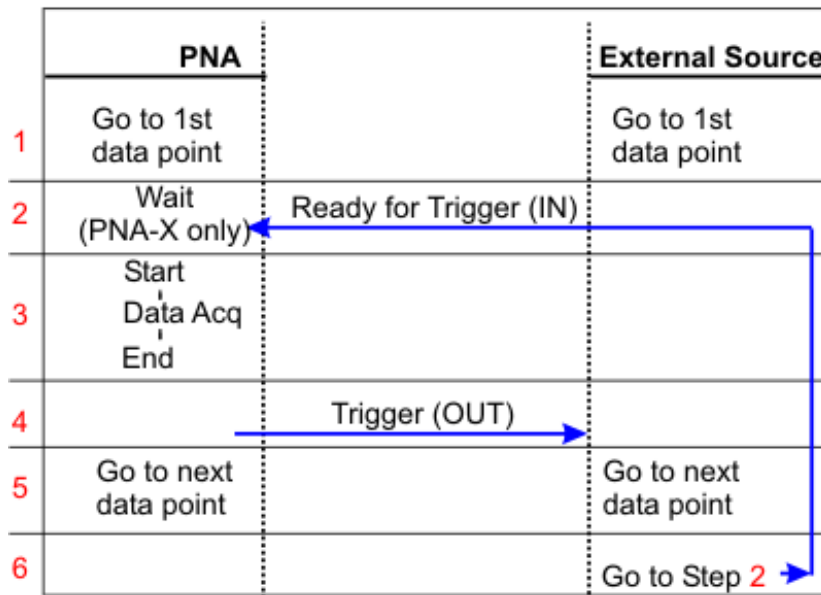 PNA
External Source
1
Go to 1st
data point
Go to 1st
data point
2
Wait
(PNA-X only)
Ready for Trigger (IN)
3
Start
Data Acq
End
4
Trigger (OUT)
5
Go to next
data point
Go to next
data point
6
Go to Step 2